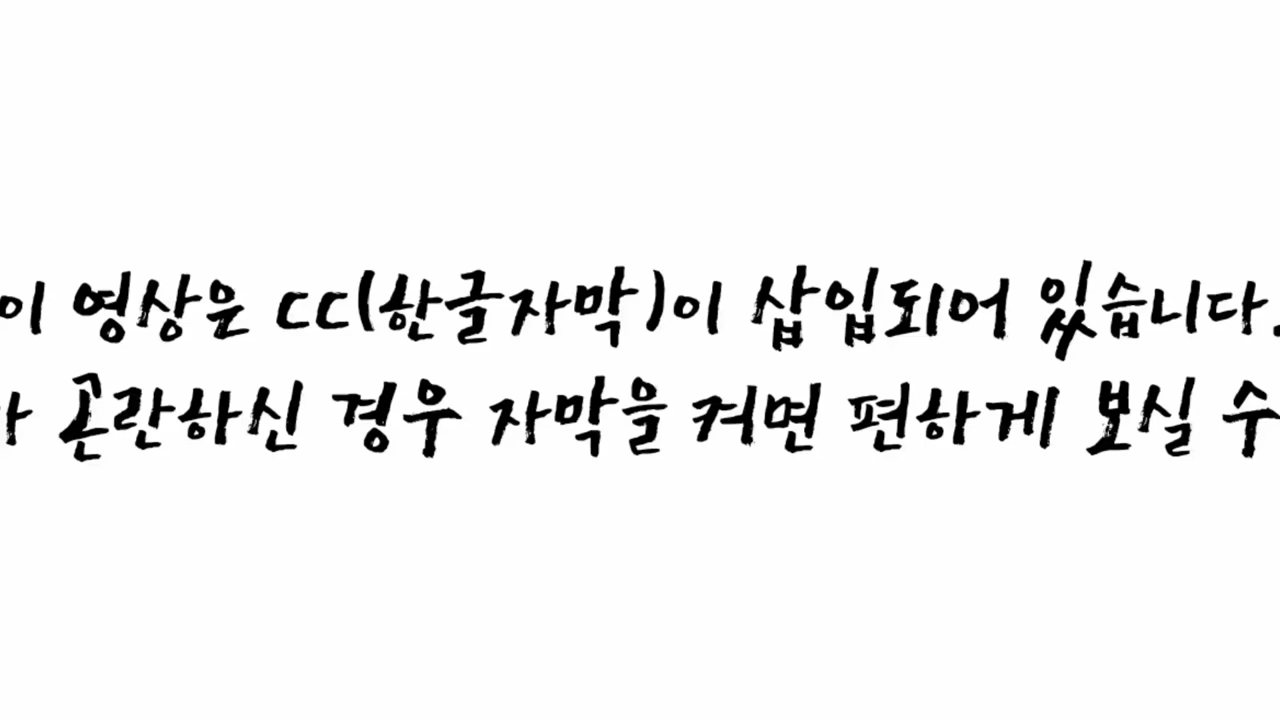 이 영상은 CC(한글자막)이 삽입되어 있습니다.
곤란하신 경우 자막을 켜면 편하게 보실 수